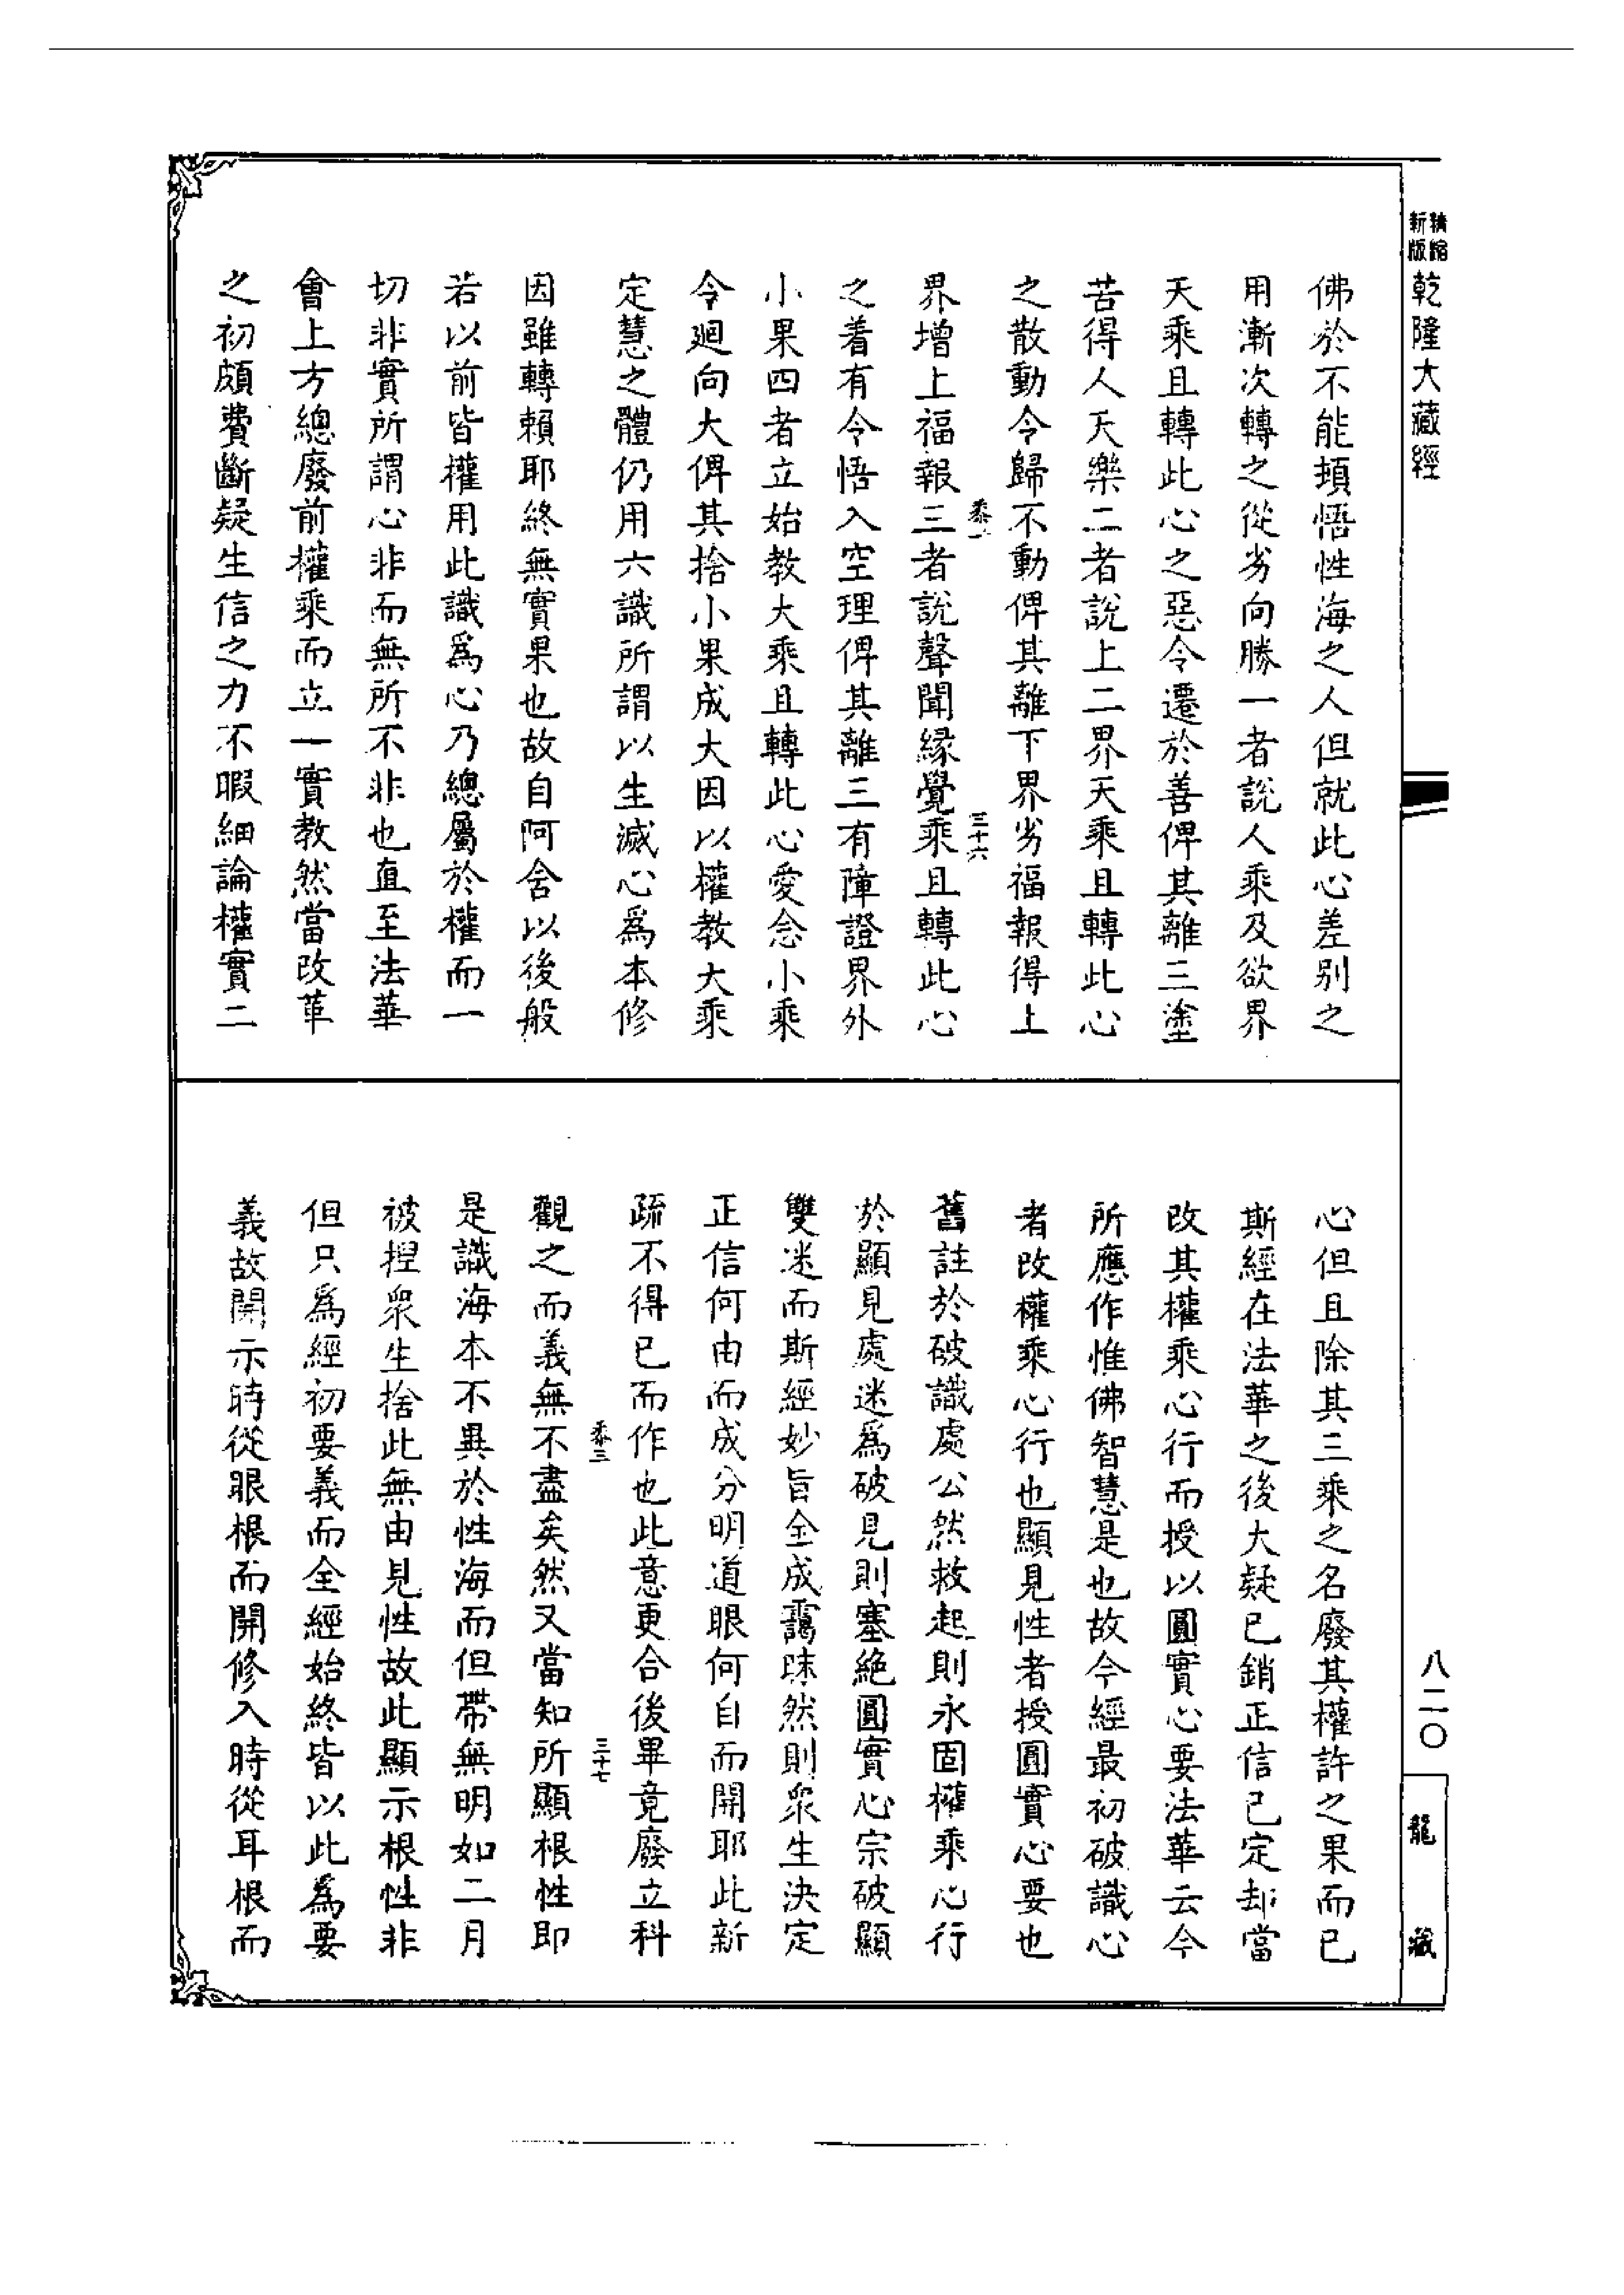 精縮
新版
乾隆大藏經
佛於不能頓悟性海之人但就此心差别之
用漸次轉之從劣向勝一者說人乘及欲界
天乘且轉此心之惡令遷於善俾其離三塗
苦得人天樂二者說上二界天乘且轉此心
之散動令歸不動俾其離下界劣福報得上
三十六
界增上福報三者說聲聞緣覺乘且轉此心
之着有令悟入空理俾其離三有障證界外
小果四者立始教大乘且轉此心愛念小乘
令廻向大俾其捨小果成大因以權教大乘
定慧之體仍用六識所謂以生滅心為本修
因雖轉賴耶終無實果也故自阿含以後般
若以前皆權用此識為心乃總屬於權而一
切非實所謂心非而無所不非也直至法華
會上方總廢前權乘而立一實教然當改革
之初頗費斷疑生信之力不暇細論權實二
心但且除其三乘之名廢其權許之果而已
斯經在法華之後大疑已銷正信已定却當
改其權乘心行而授以圓實心要法華云今
所應作惟佛智慧是也故今經最初破識心
者改權乘心行也顯見性者授圓實心要也
舊註於破識處公然救起則永固權乘心行
於顯見處迷為破見則塞絶圓實心宗破顯
雙迷而斯經妙旨全成靄昧然則衆生決定
正信何由而成分明道眼何自而開耶此新
疏不得已而作也此意更合後畢竟廢立科
三十七
觀之而義無不盡矣然又當知所顯根性即
是識海本不異於性海而但帶無明如二月
被揑衆生捨此無由見性故此顯示根性非
但只為經初要義而全經始終皆以此為要
義故開示時從眼根而開修入時從耳根而
八二〇
龍藏